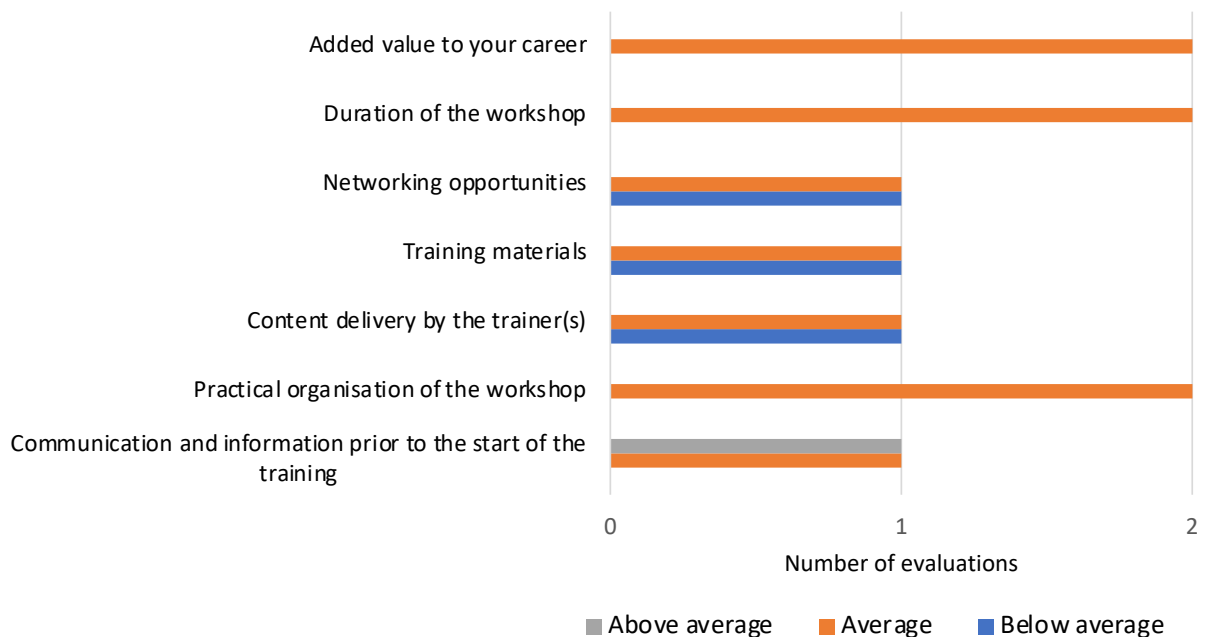 Added value to your career
Duration of the workshop
Networking opportunities
Training materials
Content delivery by the trainer(s)
Practical organisation of the workshop
Communication and information prior to the start of the
training
0 1 2
Number of evaluations
Above average Average Below average